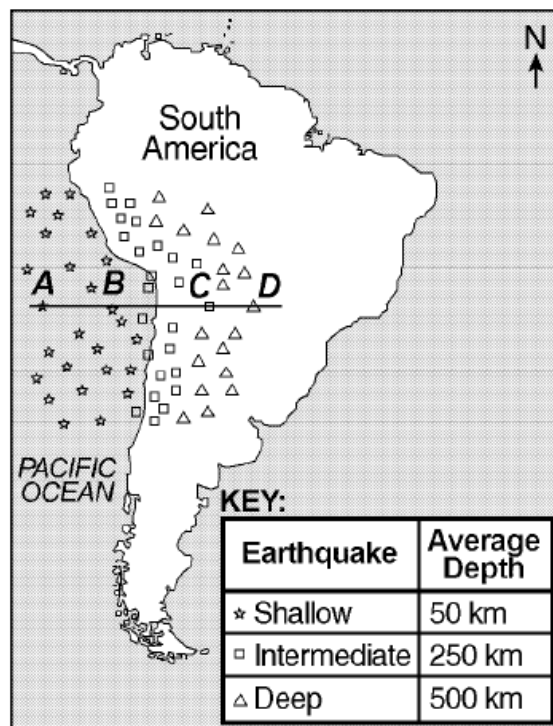 N
South
America
A B C D
PACIFIC
OCEAN
KEY:
Earthquake Average Depth
Shallow 50 km
Intermediate 250 km
Deep 500 km